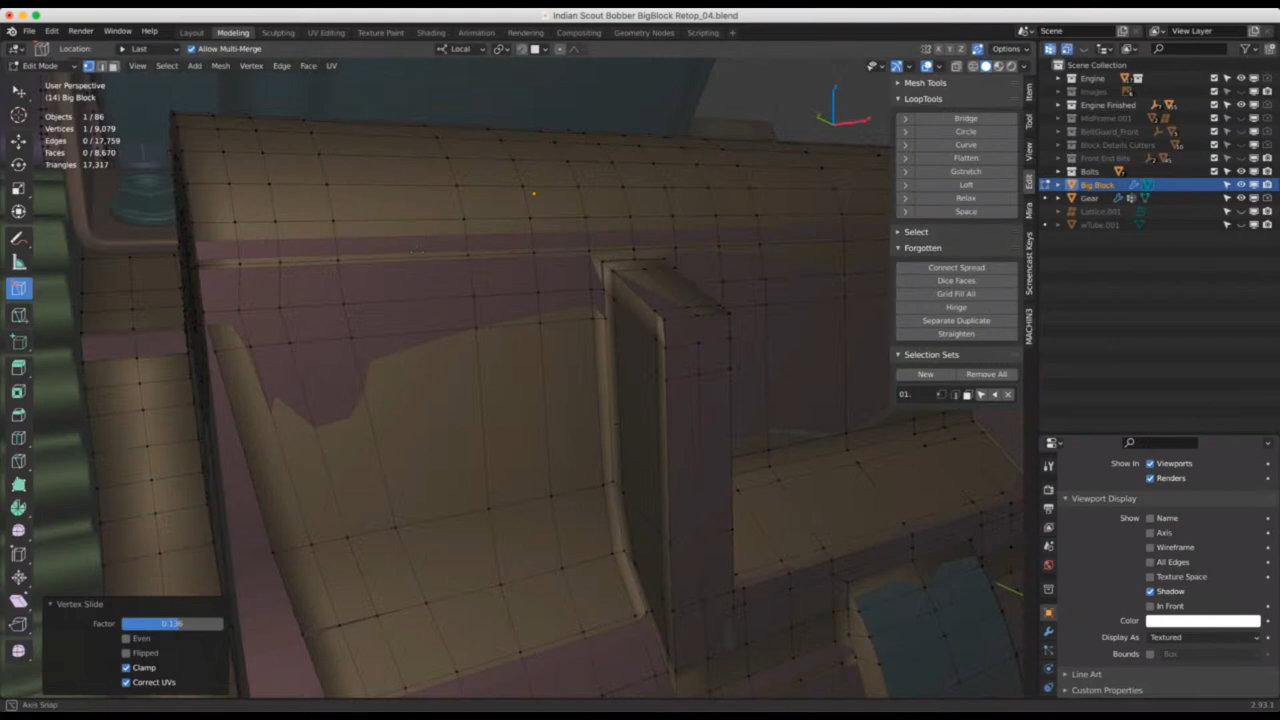 Indian Scout Bobber BigBlock Retop_04.blend
File Edit Render Window Help Layout Modeling Sculpting UV Editing Texture Paint Shading Animation Rendering Compositing Geometry Nodes Scripting + Scene View Layer
Location: Last Allow Multi-Merge Local X Y Z Options
Edit Mode View Select Add Mesh Vertex Edge Face UV
User Perspective
(14) Big Block
Objects 1 / 86
Vertices 1 / 9,079
Edges 0 / 17,759
Faces 0 / 8,670
Triangles 17,317
Mesh Tools
LoopTools
Bridge
Circle
Curve
Flatten
Gstretch
Loft
Relax
Space
Select
Forgotten
Connect Spread
Dice Faces
Grid Fill All
Hinge
Separate Duplicate
Straighten
Selection Sets
New Remove All
01.
Item
Tool
View
Edit
Mira
Screencast Keys
MACHIN3
Scene Collection
Engine
Images
Engine Finished
MidFrame.001
BeltGuard_Front
Block Details Cutters
Front End Bits
Bolts
Big Block
Gear
Lattice.001
wTube.001
Show In Viewports
Renders
Viewport Display
Show Name
Axis
Wireframe
All Edges
Texture Space
Shadow
In Front
Color
Display As Textured
Bounds Box
Line Art
Custom Properties
Vertex Slide
Factor 0.136
Even
Flipped
Clamp
Correct UVs
Axis Snap
2.93.1